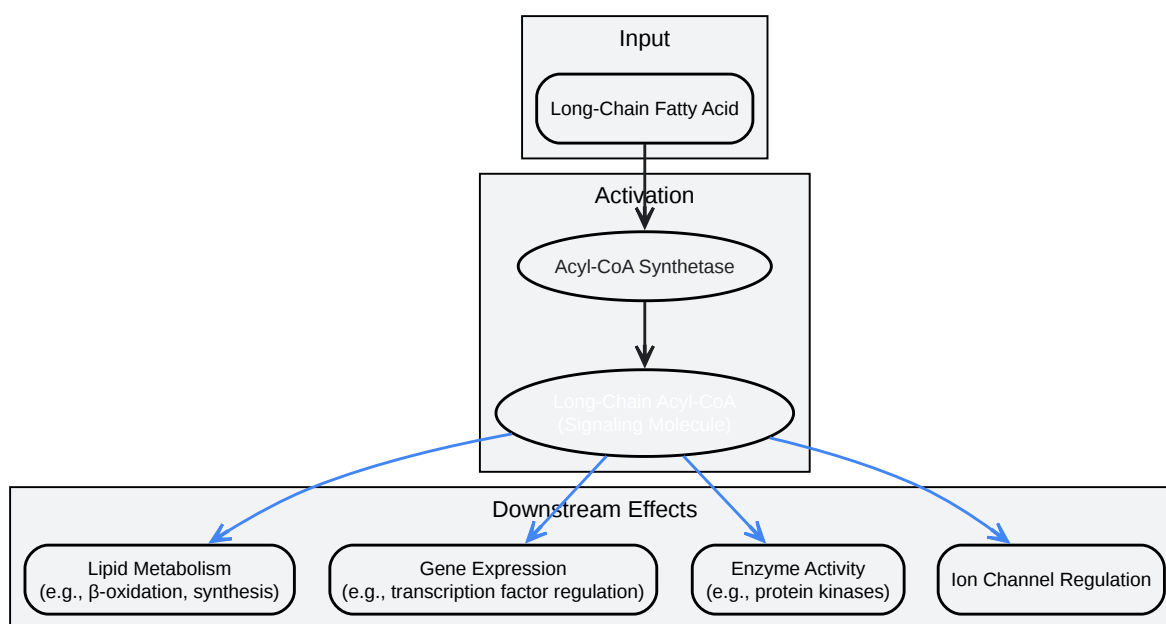 Input
Long-Chain Fatty Acid
Activation
Acyl-CoA Synthetase
Long-Chain Acyl-CoA
(Signaling Molecule)
Downstream Effects
Lipid Metabolism
(e.g., β-oxidation, synthesis)
Gene Expression
(e.g., transcription factor regulation)
Enzyme Activity
(e.g., protein kinases)
Ion Channel Regulation